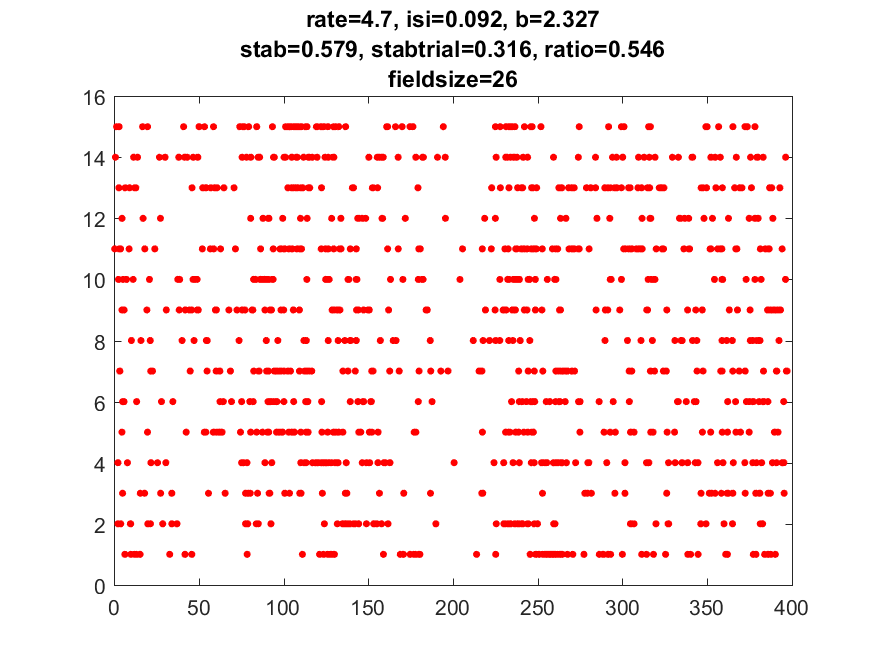 rate=4.7, isi=0.092, b=2.327
stab=0.579, stabtrial=0.316, ratio=0.546
fieldsize=26
16
14
12
10
8
6
4
2
0
0 50 100 150 200 250 300 350 400